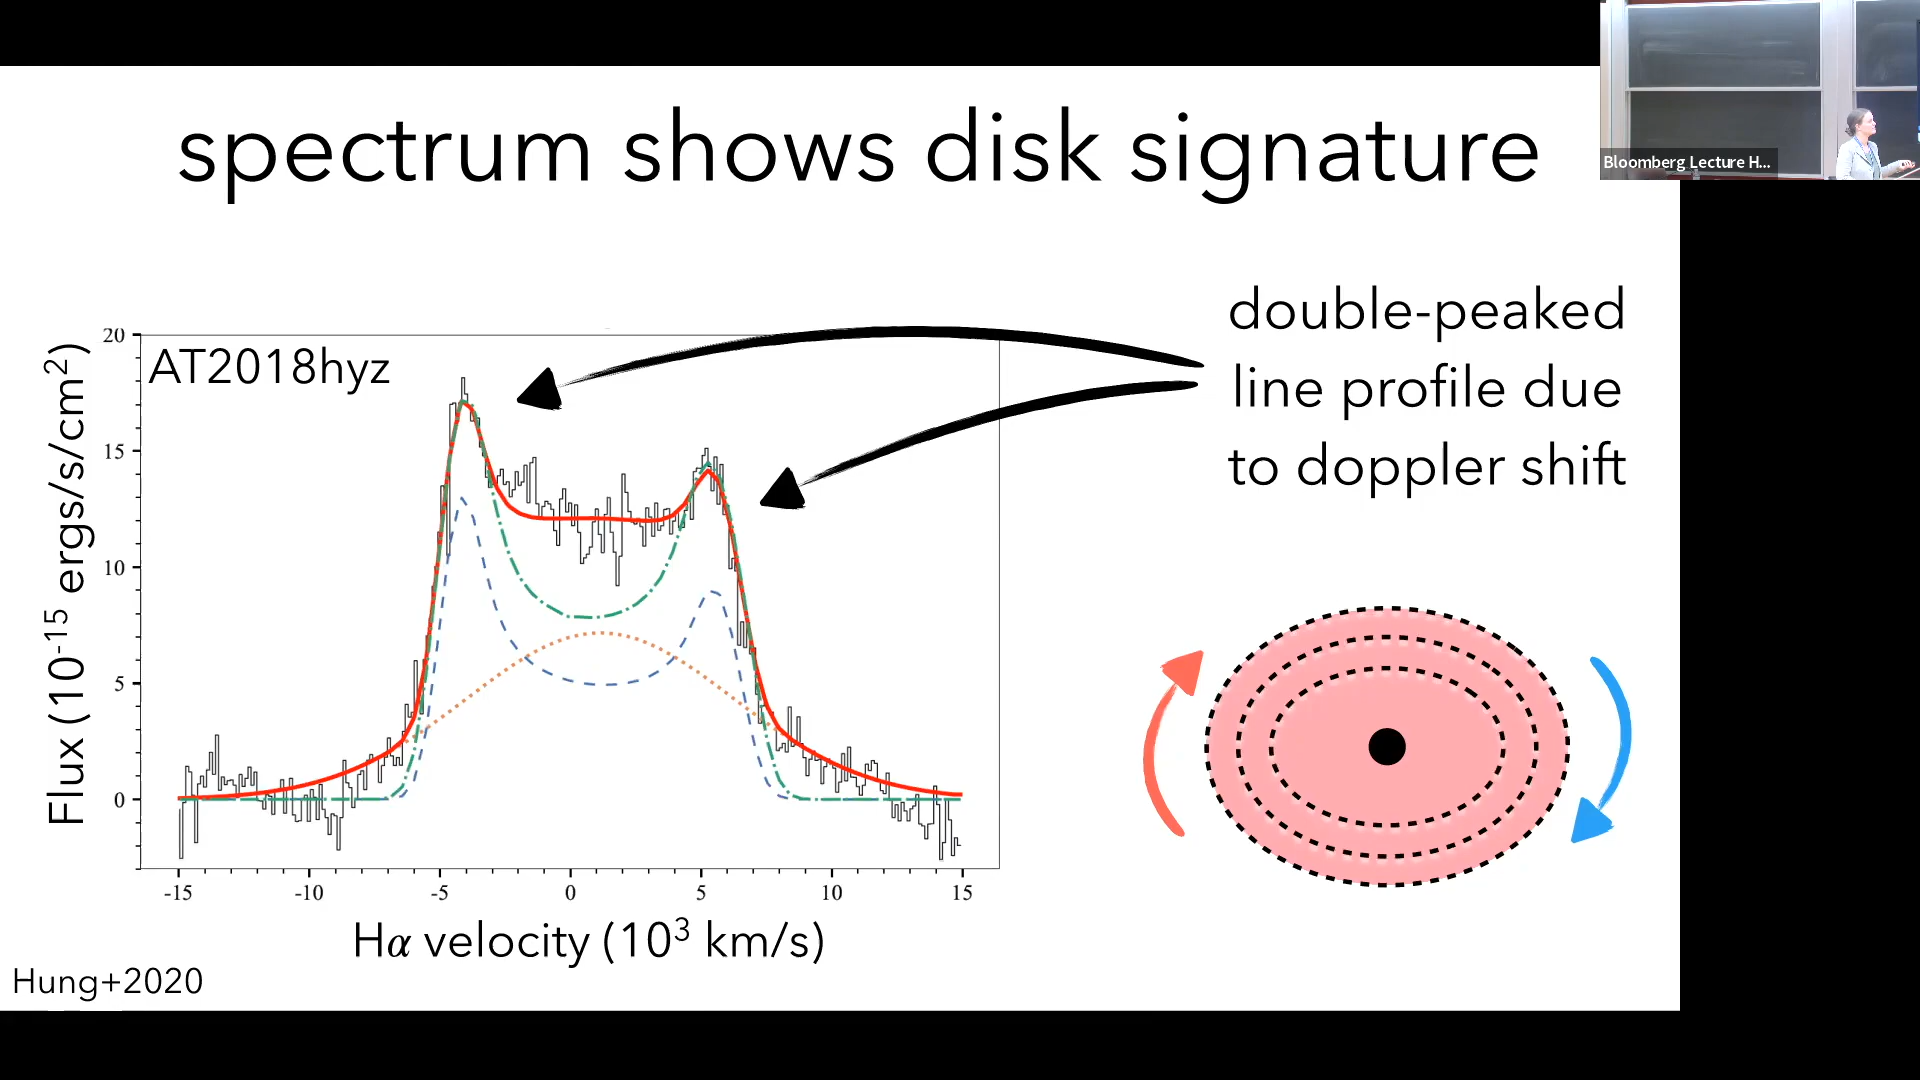 Bloomberg Lecture H...
spectrum shows disk signature
double-peaked
line profile due
to doppler shift
AT2018hyz
Flux (10⁻¹⁵ ergs/s/cm²)
20
15
10
5
0
-15 -10 -5 0 5 10 15
Hα velocity (10³ km/s)
Hung+2020